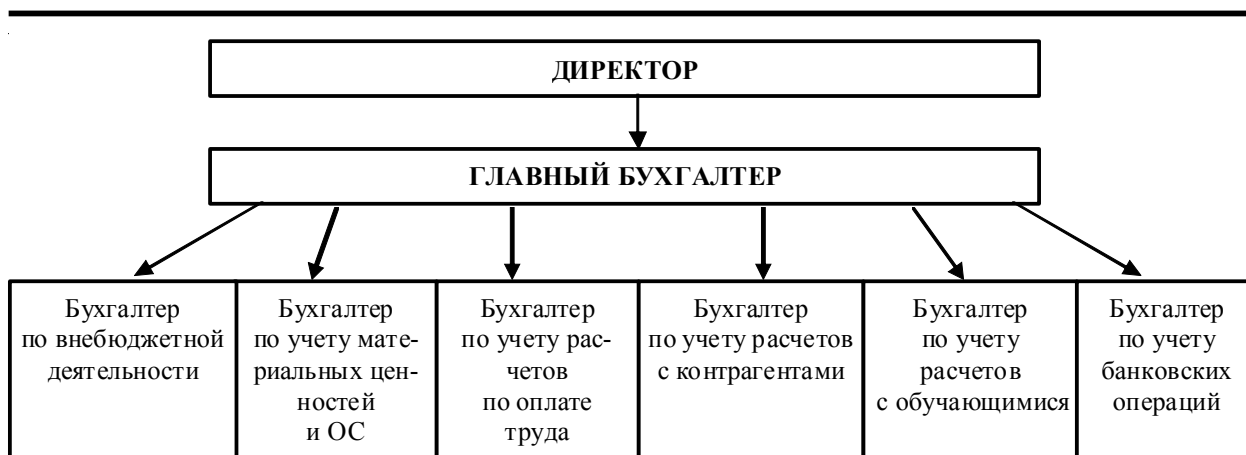 ДИРЕКТОР
ГЛАВНЫЙ БУХГАЛТЕР
Бухгалтер
по внебюджетной
деятельности
Бухгалтер
по учету мате-
риальных цен-
ностей
и ОС
Бухгалтер
по учету рас-
четов
по оплате
труда
Бухгалтер
по учету расчетов
с контрагентами
Бухгалтер
по учету
расчетов
с обучающимися
Бухгалтер
по учету
банковских
операций